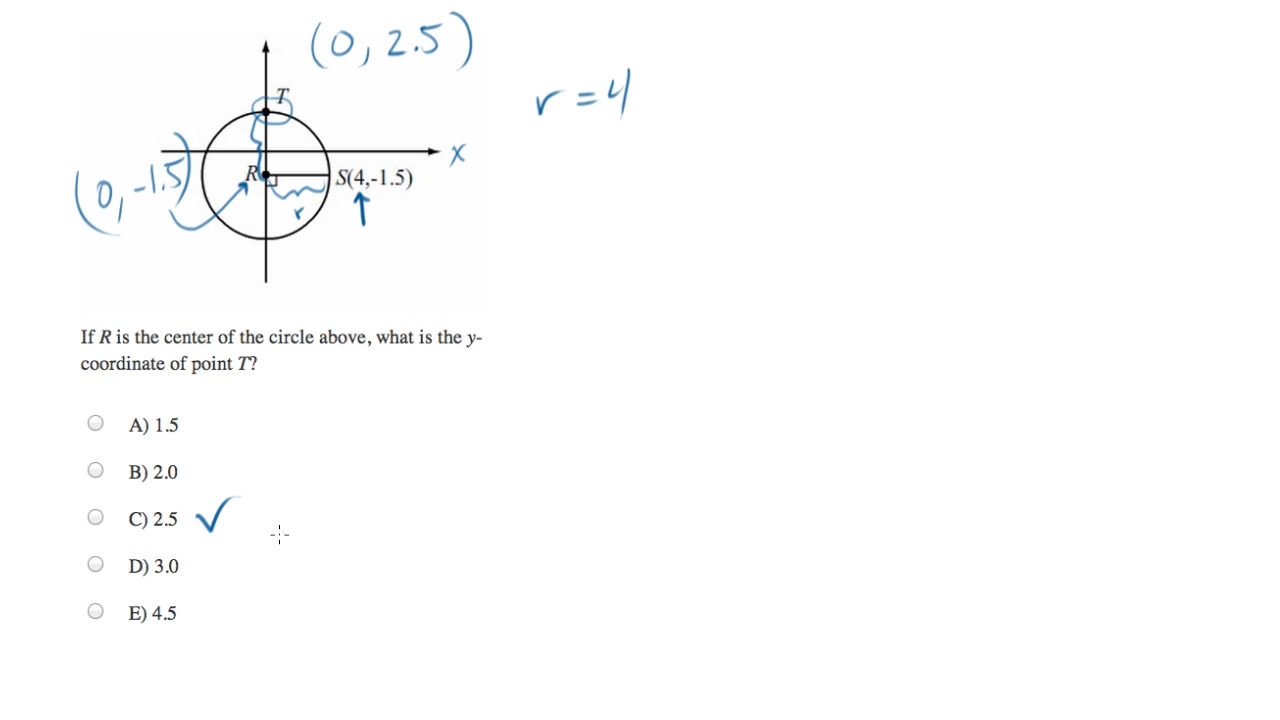 (0, 2.5)
T
r = 4
x
(0, -1.5)
R
S(4,-1.5)
r
If R is the center of the circle above, what is the y-
coordinate of point T?
A) 1.5
B) 2.0
C) 2.5
D) 3.0
E) 4.5